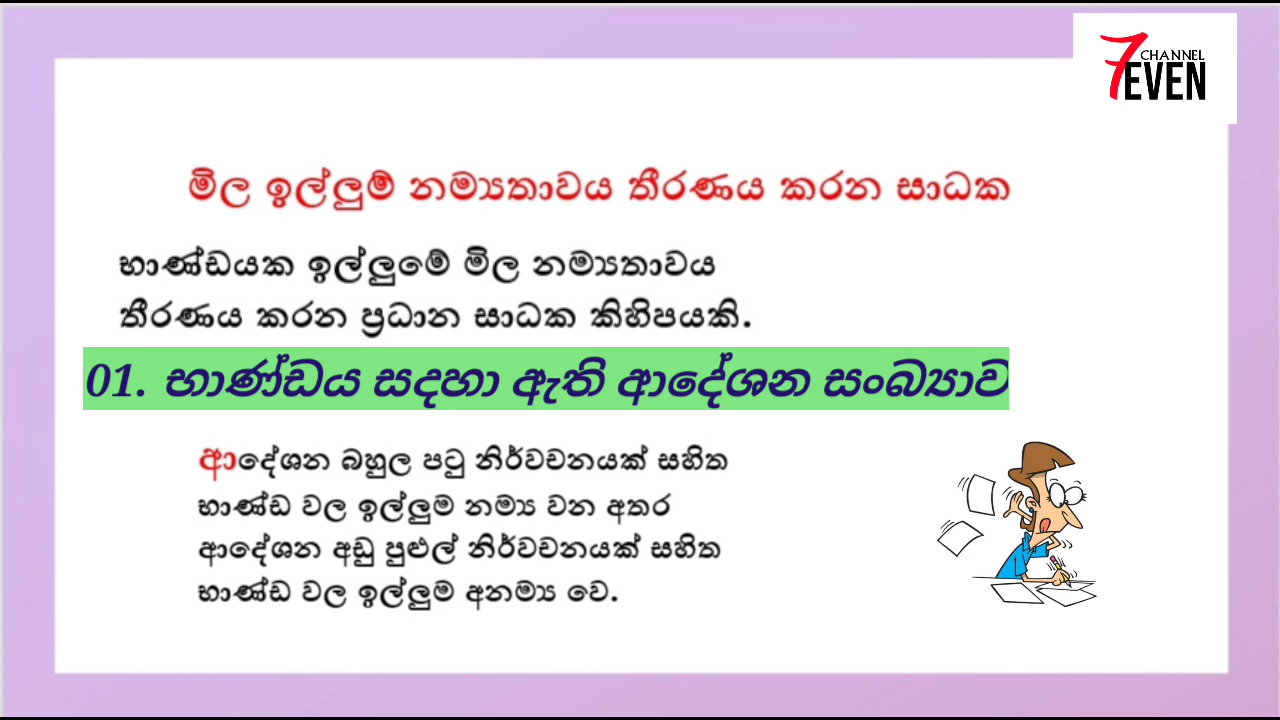 7 CHANNEL
EVEN
මිල ඉල්ලුම් නම්‍යතාවය තීරණය කරන සාධක
භාණ්ඩයක ඉල්ලුමේ මිල නම්‍යතාවය
තීරණය කරන ප්‍රධාන සාධක කිහිපයකි.
01. භාණ්ඩය සදහා ඇති ආදේශන සංඛ්‍යාව
ආදේශන බහුල පටු නිර්වචනයක් සහිත
භාණ්ඩ වල ඉල්ලුම නම්‍ය වන අතර
ආදේශන අඩු පුළුල් නිර්වචනයක් සහිත
භාණ්ඩ වල ඉල්ලුම අනම්‍ය වෙ.